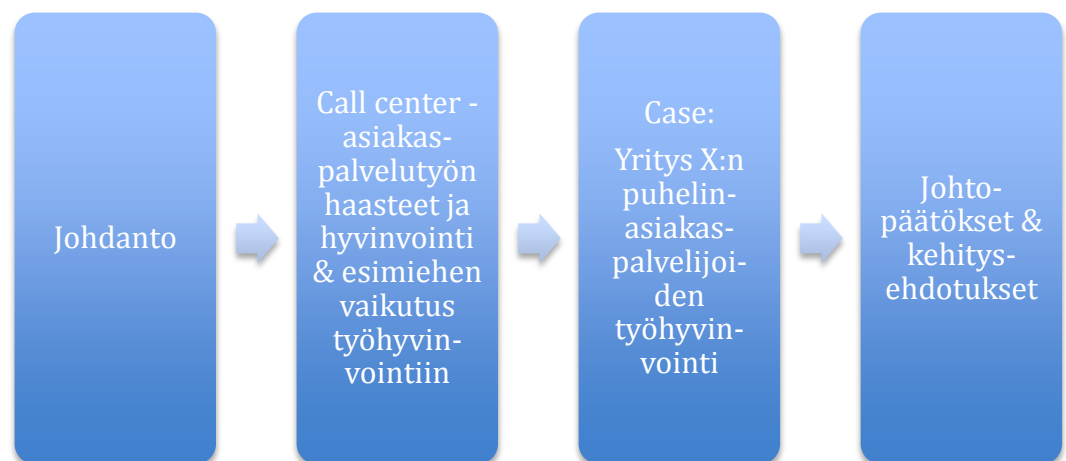 Johdanto
Call center -
asiakas-
palvelutyön
haasteet ja
hyvinvointi
& esimiehen
vaikutus
työhyvin-
vointiin
Case:
Yritys X:n
puhelin-
asiakas-
palvelijoi-
den
työhyvin-
vointi
Johto-
päätökset &
kehitys-
ehdotukset